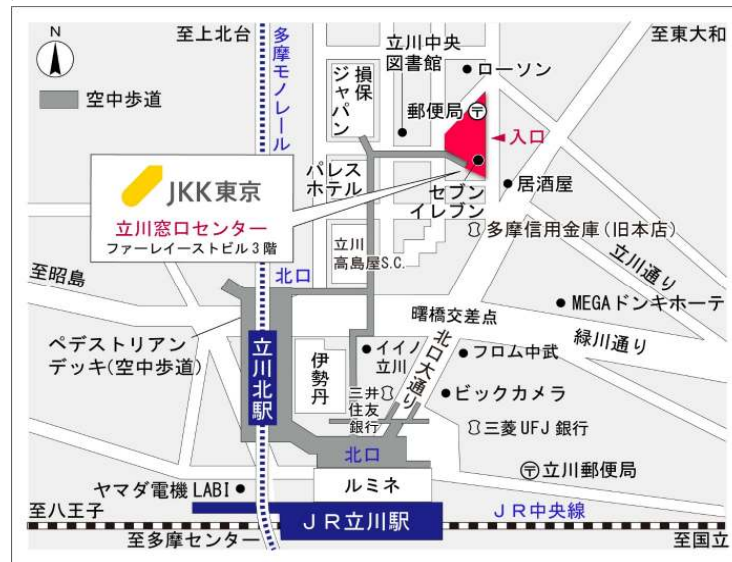 N
至上北台
多摩モノレール
空中歩道
損保
ジャパン
立川中央
図書館
ローソン
郵便局
〒
至東大和
入口
JKK東京
立川窓口センター
ファーレイーストビル3階
パレス
ホテル
セブン
イレブン
居酒屋
多摩信用金庫(旧本店)
立川
高島屋S.C.
北口
至昭島
立川通り
MEGAドンキホーテ
曙橋交差点
緑川通り
ペデストリアン
デッキ(空中歩道)
立川北駅
伊勢丹
イイノ
立川
北口大通り
フロム中武
三井
住友
銀行
ビックカメラ
三菱UFJ銀行
北口
〒立川郵便局
ヤマダ電機LABI
ルミネ
至八王子
JR立川駅
JR中央線
至多摩センター
至国立